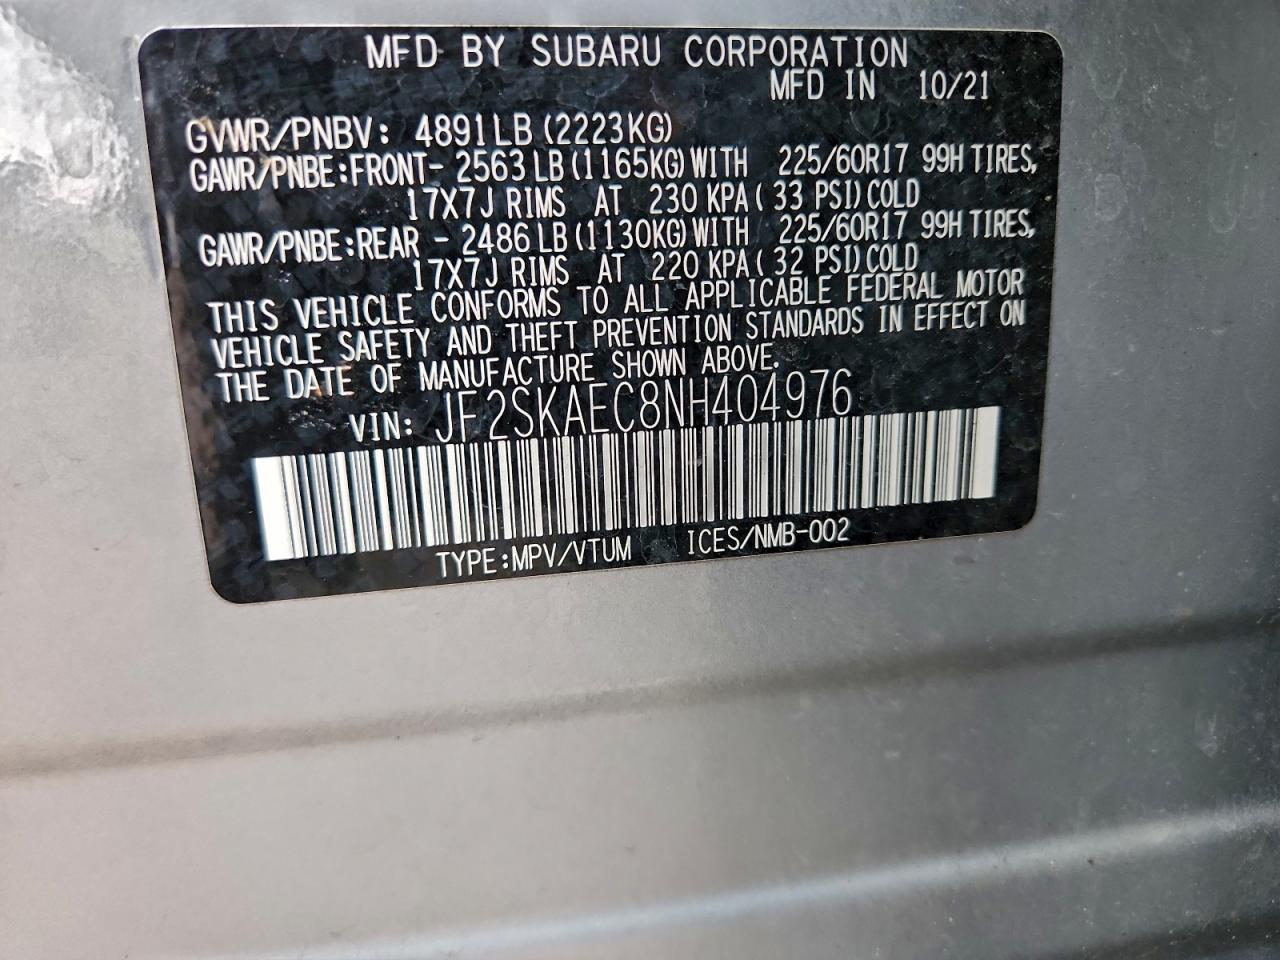 MFD BY SUBARU CORPORATION
MFD IN 10/21
GVWR/PNBV: 4891LB(2223KG)
GAWR/PNBE:FRONT- 2563LB(1165KG)WITH 225/60R17 99H TIRES,
17X7J RIMS AT 230 KPA( 33 PSI)COLD
GAWR/PNBE:REAR - 2486LB(1130KG)WITH 225/60R17 99H TIRES,
17X7J RIMS AT 220 KPA( 32 PSI)COLD
THIS VEHICLE CONFORMS TO ALL APPLICABLE FEDERAL MOTOR
VEHICLE SAFETY AND THEFT PREVENTION STANDARDS IN EFFECT ON
THE DATE OF MANUFACTURE SHOWN ABOVE.
VIN: JF2SKAEC8NH404976
TYPE:MPV/VTUM ICES/NMB-002